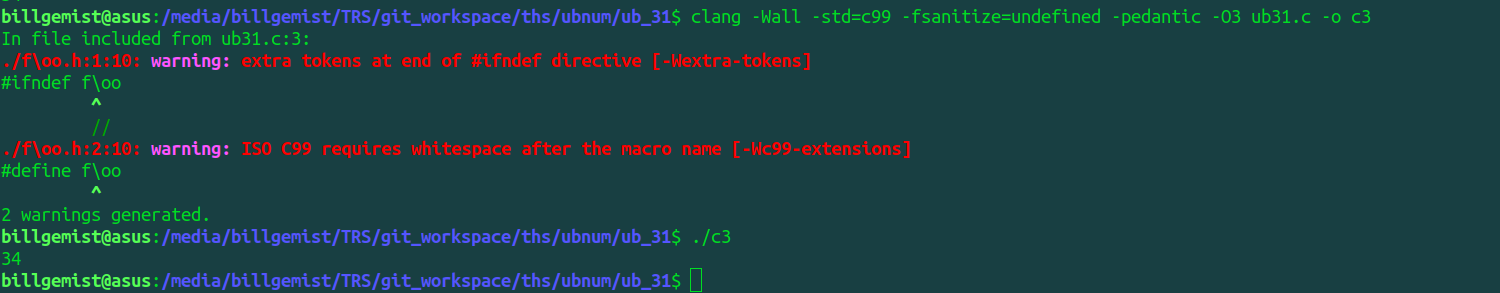 billgemist@asus:/media/billgemist/TRS/git_workspace/ths/ubnum/ub_31$ clang -Wall -std=c99 -fsanitize=undefined -pedantic -O3 ub31.c -o c3
In file included from ub31.c:3:
./f\oo.h:1:10: warning: extra tokens at end of #ifndef directive [-Wextra-tokens]
#ifndef f\oo
         ^
         //
./f\oo.h:2:10: warning: ISO C99 requires whitespace after the macro name [-Wc99-extensions]
#define f\oo
         ^
2 warnings generated.
billgemist@asus:/media/billgemist/TRS/git_workspace/ths/ubnum/ub_31$ ./c3
34
billgemist@asus:/media/billgemist/TRS/git_workspace/ths/ubnum/ub_31$